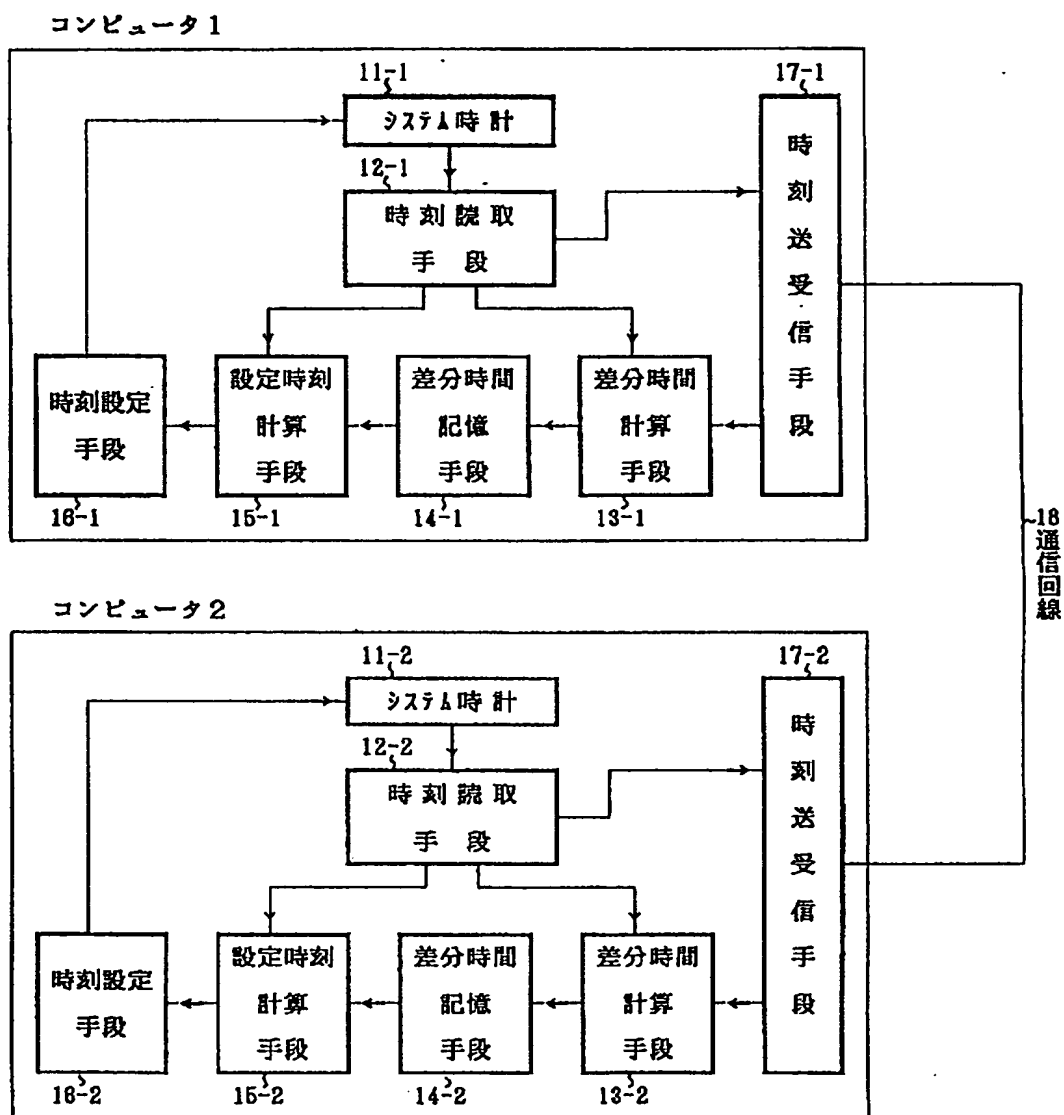 コンピュータ1
11-1
システム時計
12-1
時刻読取
手段
17-1
時刻送受信手段
時刻設定
手段
16-1
設定時刻
計算
手段
15-1
差分時間
記憶
手段
14-1
差分時間
計算
手段
13-1
18
通信回線
コンピュータ2
11-2
システム時計
12-2
時刻読取
手段
17-2
時刻送受信手段
時刻設定
手段
16-2
設定時刻
計算
手段
15-2
差分時間
記憶
手段
14-2
差分時間
計算
手段
13-2